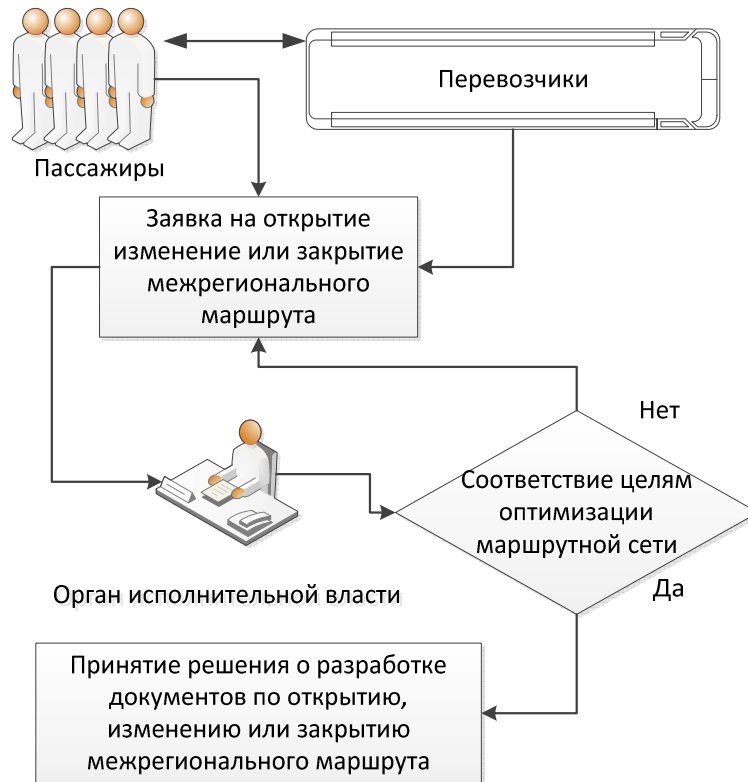 Перевозчики
Пассажиры
Заявка на открытие
изменение или закрытие
межрегионального
маршрута
Нет
Соответствие целям
оптимизации
маршрутной сети
Орган исполнительной власти
Да
Принятие решения о разработке
документов по открытию,
изменению или закрытию
межрегионального маршрута